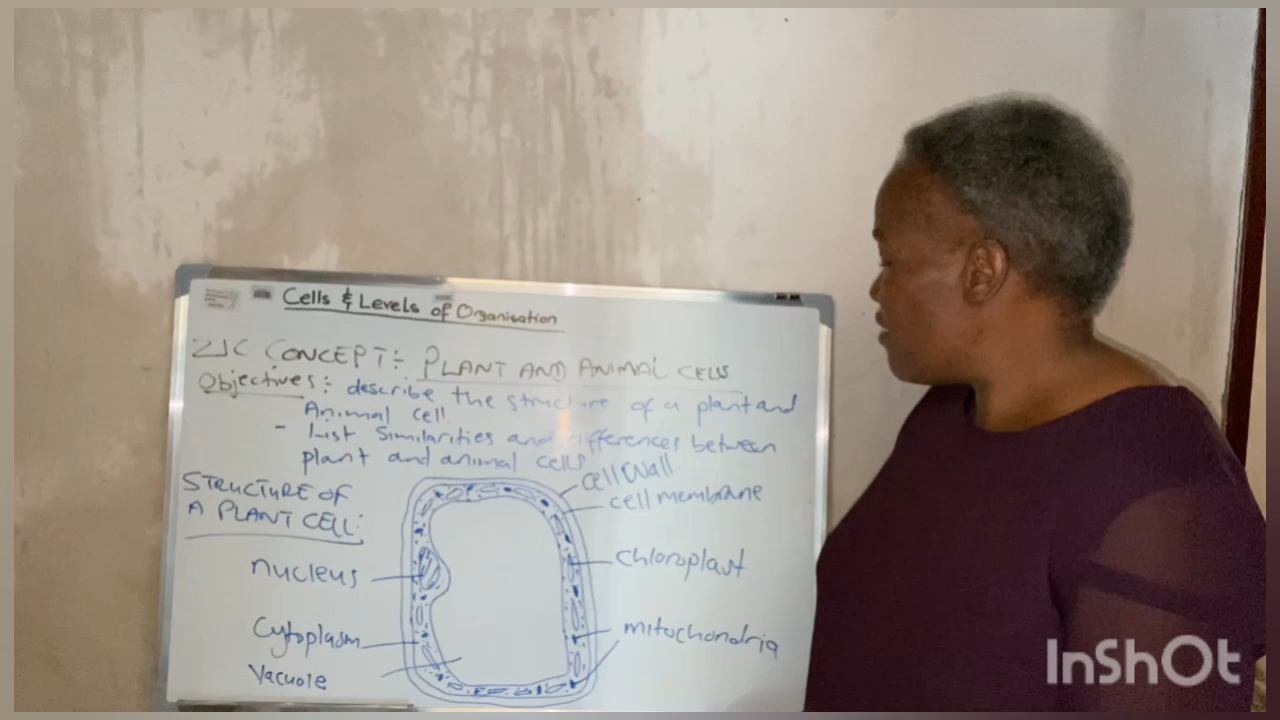 Cells & Levels of Organisation
ZJC CONCEPT:- PLANT AND ANIMAL CELLS
Objectives:- describe the structure of a plant and
Animal cell.
- List Similarities and differences between
plant and animal cells
STRUCTURE OF
A PLANT CELL:
cell wall
cell membrane
nucleus
chloroplast
Cytoplasm
mitochondria
Vacuole
InShOt